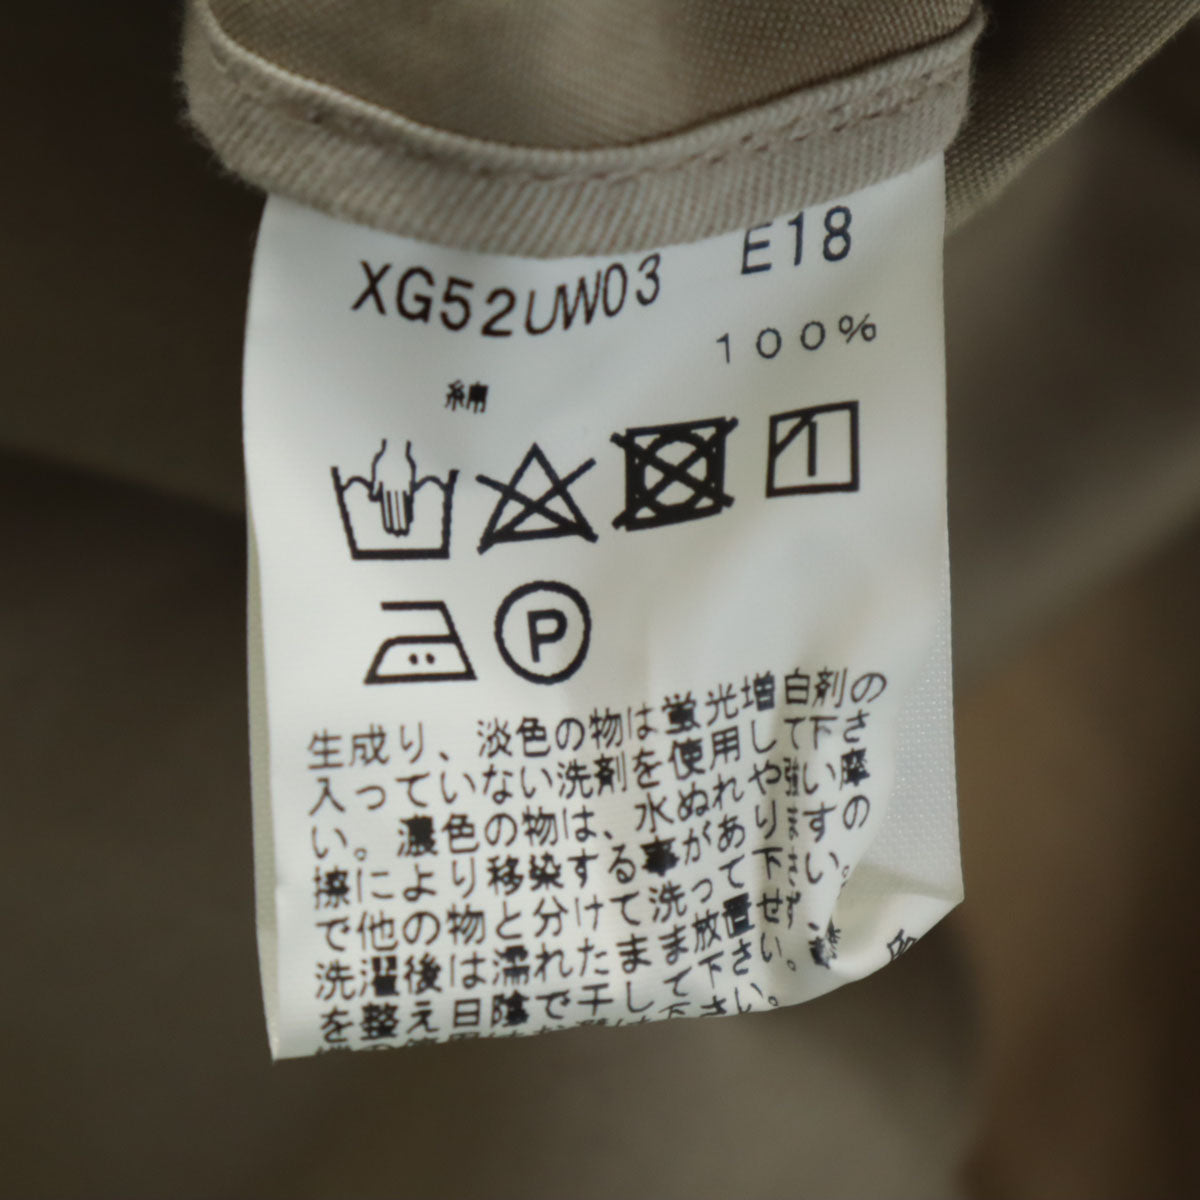 XG52UW03 E18
綿 100%
P
生成り、淡色の物は蛍光増白剤の
入っていない洗剤を使用して下さ
い。濃色の物は、水ぬれやい摩
擦により移染する事があります。
で他の物と分けて洗って下さい。
洗濯後は濡れたまま放置せず
を整え日陰で干して下さい。